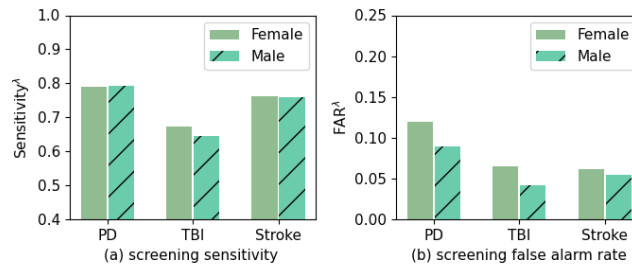 1.0
0.9
0.8
0.7
0.6
0.5
0.4
Sensitivity^λ
Female
Male
PD TBI Stroke
(a) screening sensitivity
0.25
0.20
0.15
0.10
0.05
0.00
FAR^λ
Female
Male
PD TBI Stroke
(b) screening false alarm rate